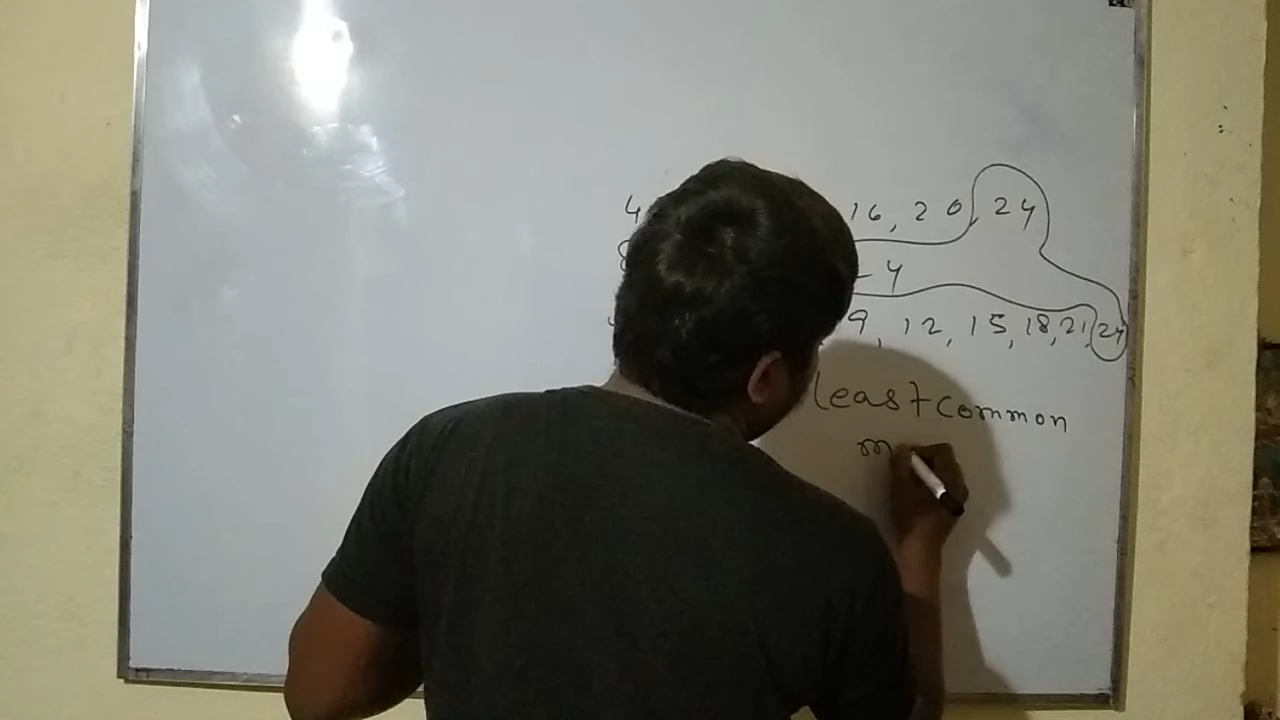 4 16, 20, 24
8 4
9, 12, 15, 18, 21, 24
least common
m